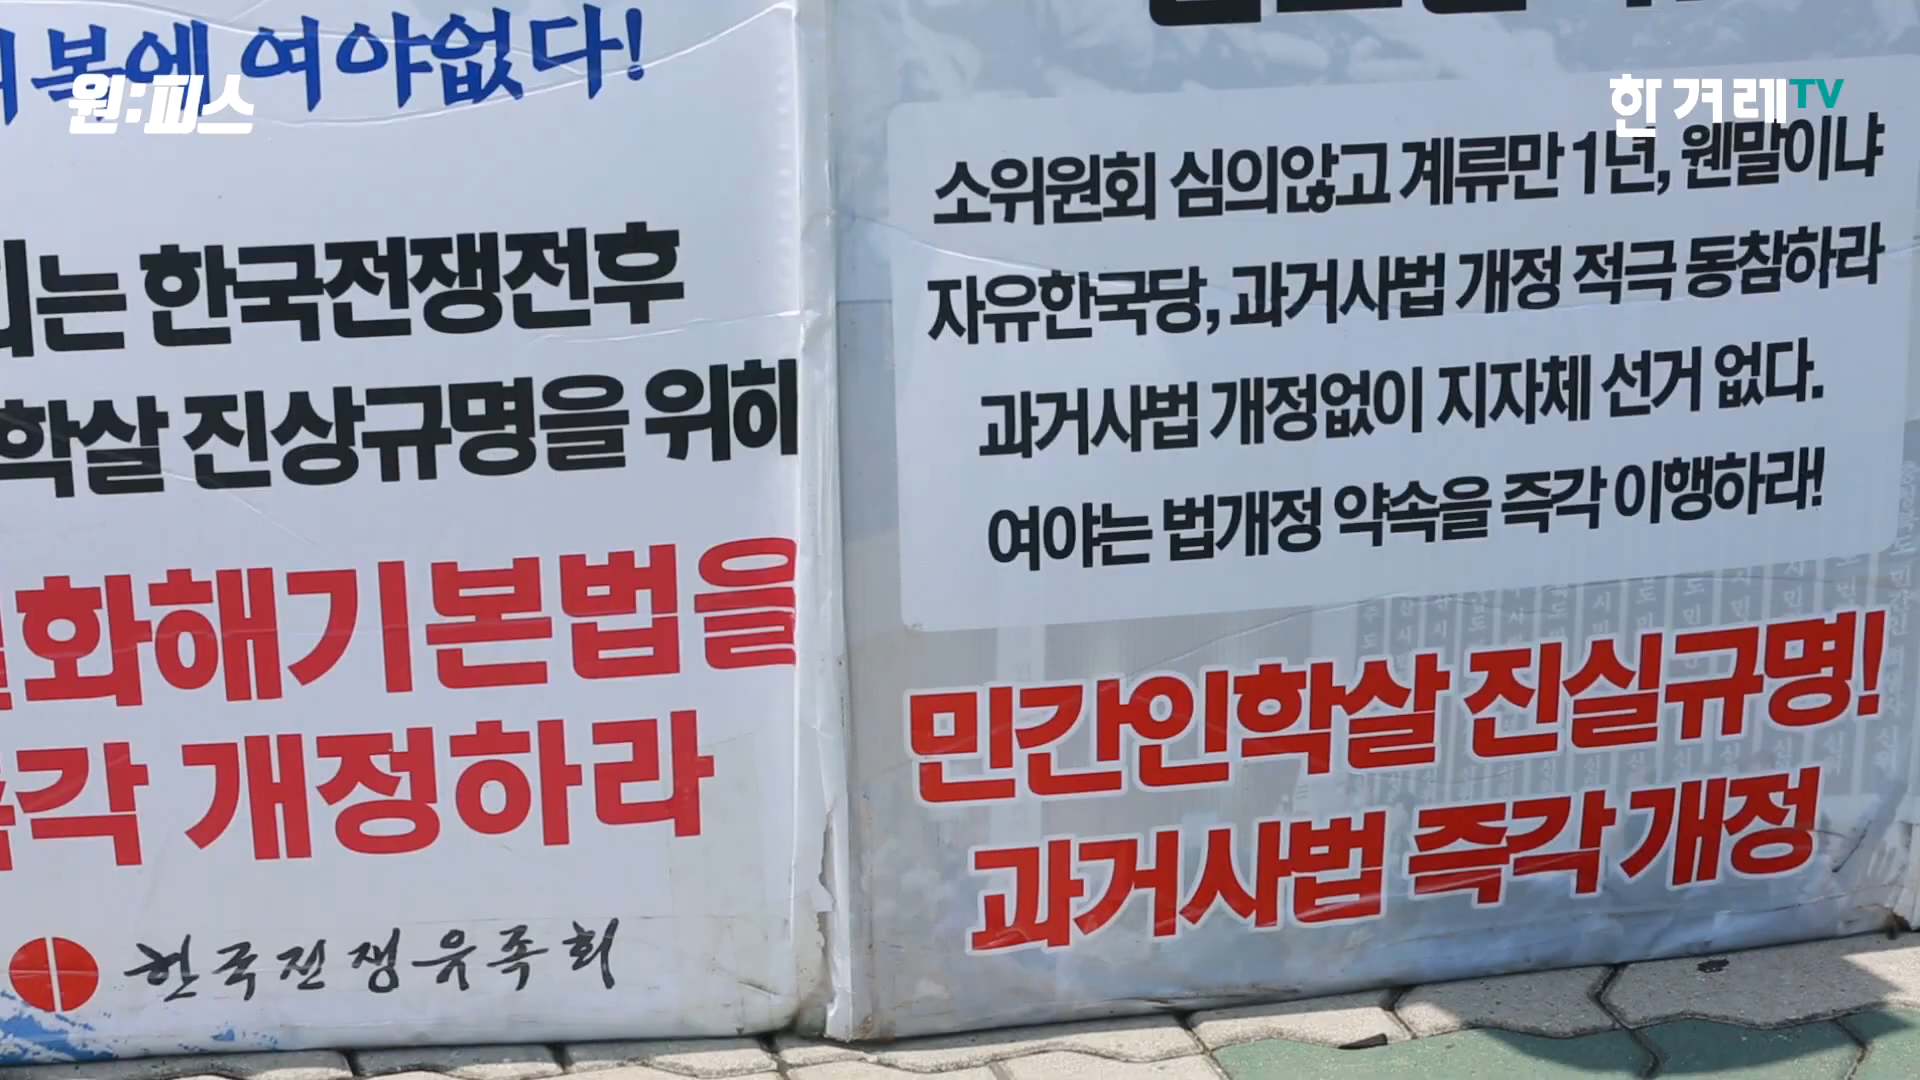 복에 여야없다!
원:피스
는 한국전쟁전후
학살 진상규명을 위해
화해기본법을
각 개정하라
한국전쟁유족회
한겨레TV
소위원회 심의않고 계류만 1년, 웬말이냐
자유한국당, 과거사법 개정 적극 동참하라
과거사법 개정없이 지자체 선거 없다.
여야는 법개정 약속을 즉각 이행하라!
민간인학살 진실규명!
과거사법 즉각 개정